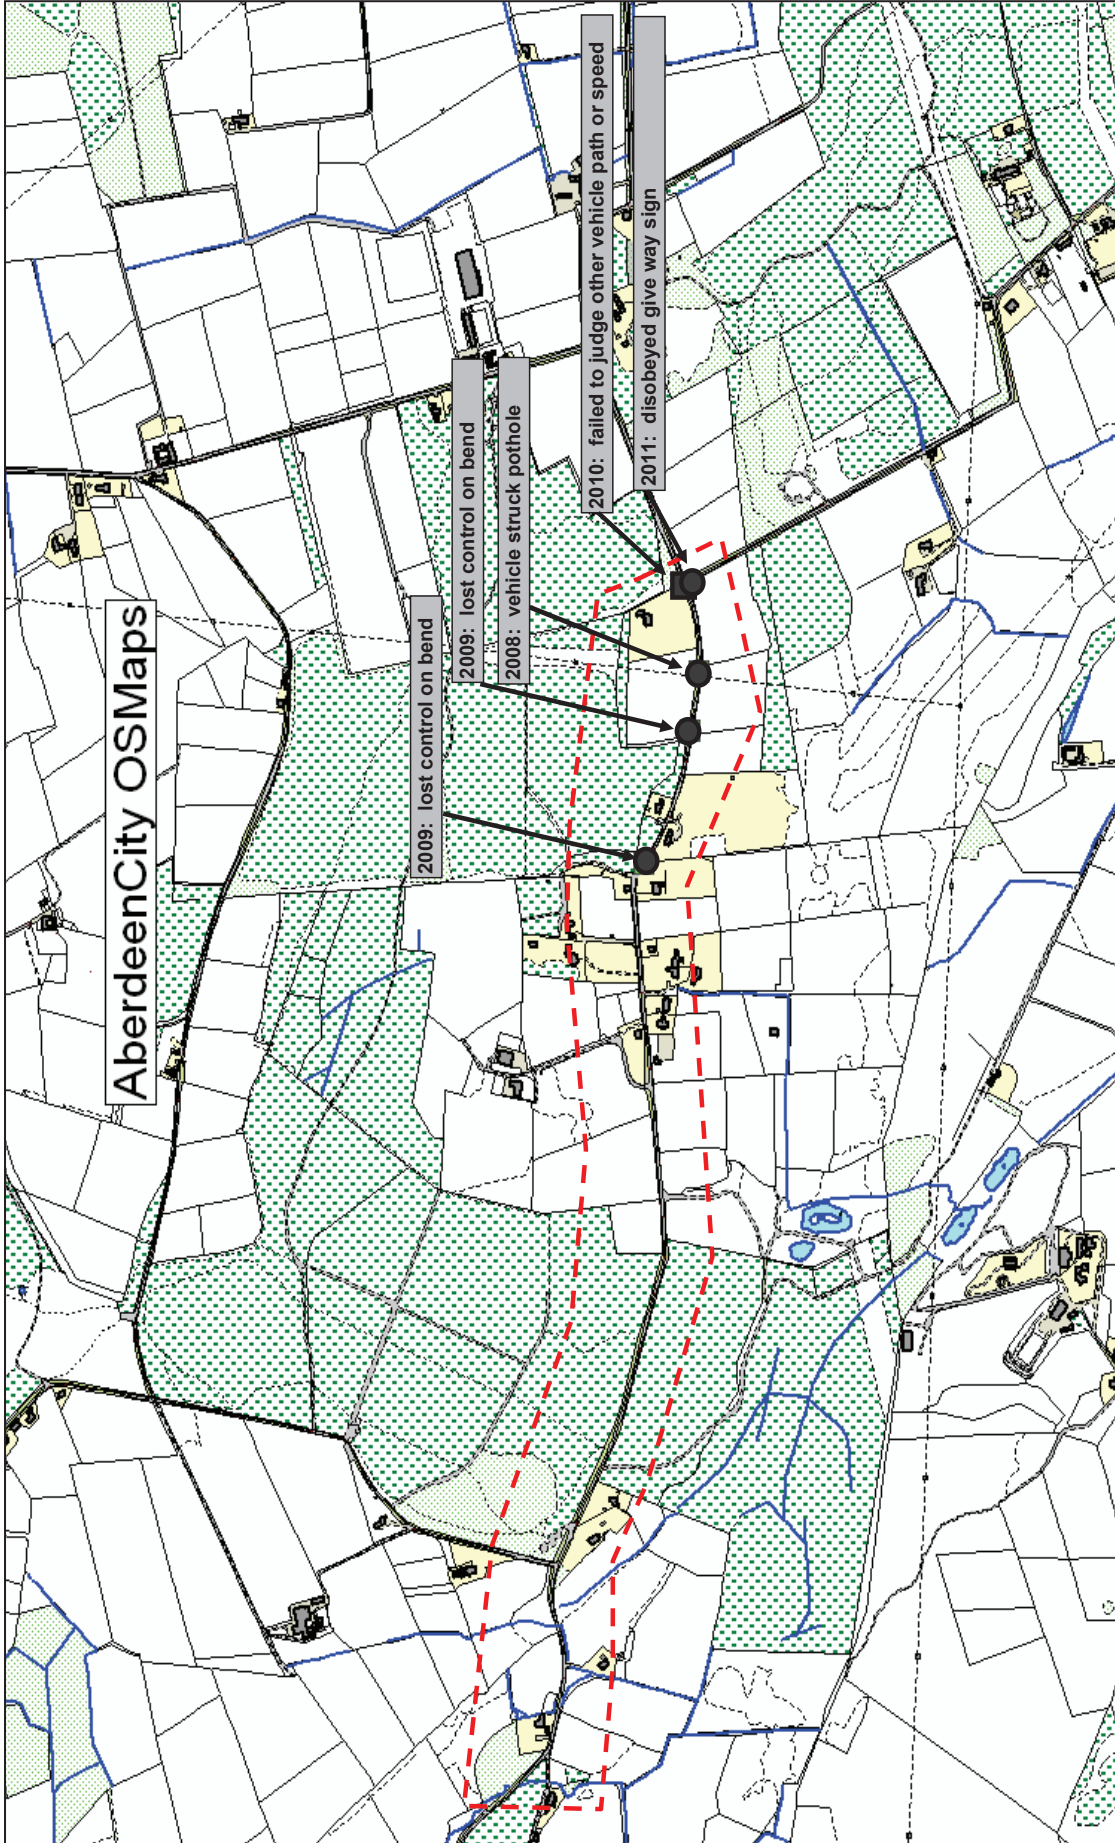 AberdeenCity OSMaps
2009:  lost control on bend
2009:  lost control on bend
2008:  vehicle struck pothole
2010:  failed to judge other vehicle path or speed
2011:  disobeyed give way sign